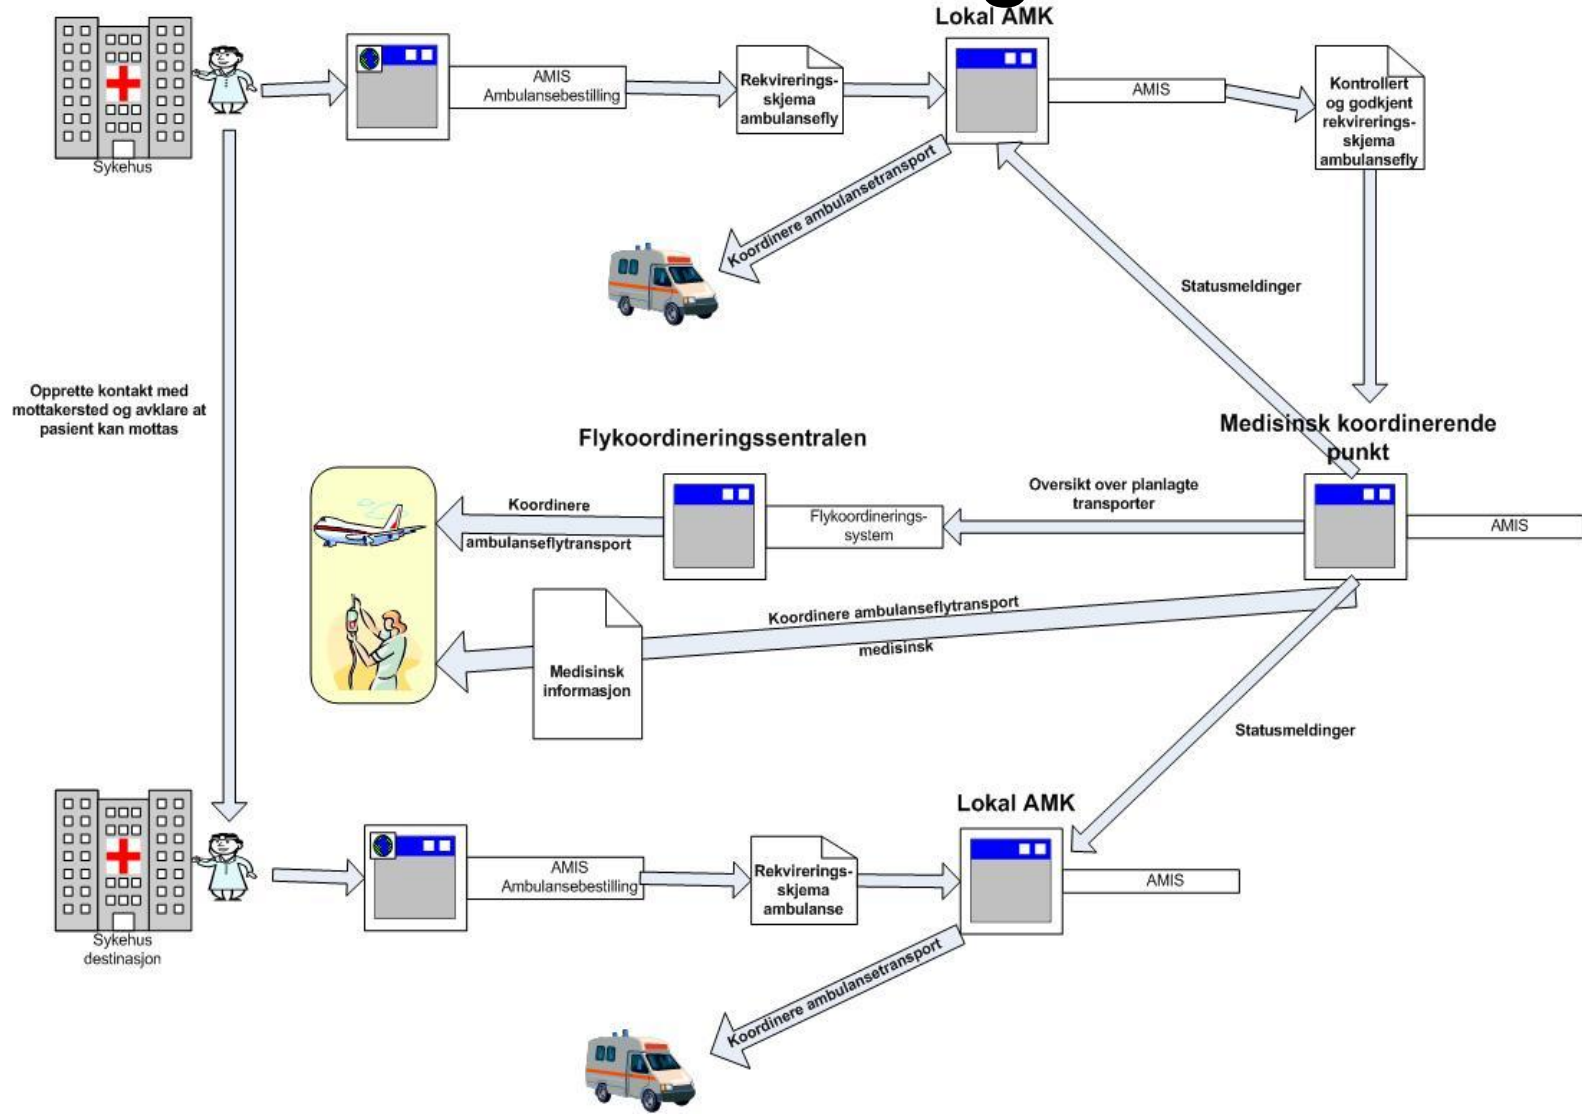 Lokal AMK
AMIS
Ambulansebestilling
Rekvirerings-
skjema
ambulansefly
AMIS
Kontrollert
og godkjent
rekvirerings-
skjema
ambulansefly
Sykehus
Koordinere ambulansetransport
Statusmeldinger
Opprette kontakt med
mottakersted og avklare at
pasient kan mottas
Flykoordineringssentralen
Medisinsk koordinerende
punkt
Koordinere
ambulanseflytransport
Flykoordinerings-
system
Oversikt over planlagte
transporter
AMIS
Koordinere ambulanseflytransport
medisinsk
Medisinsk
informasjon
Statusmeldinger
Lokal AMK
AMIS
Ambulansebestilling
Rekvirerings-
skjema
ambulanse
AMIS
Sykehus
destinasjon
Koordinere ambulansetransport